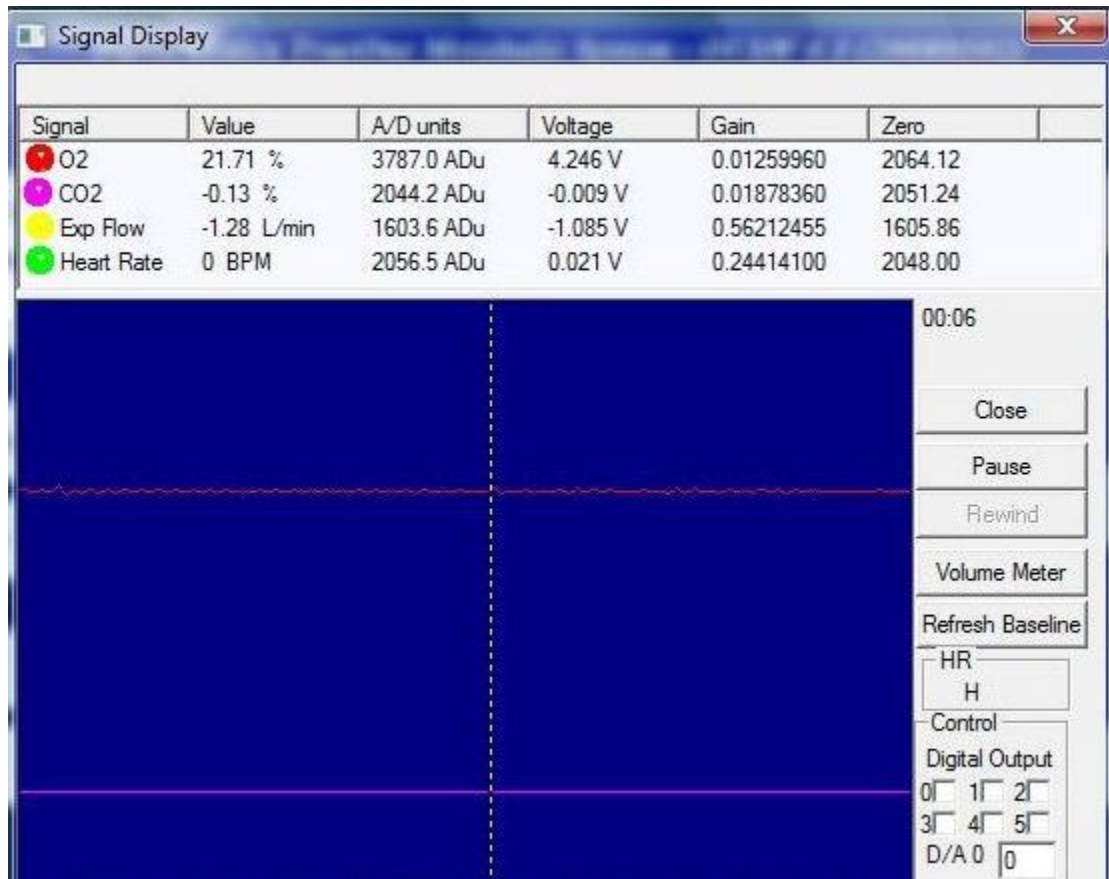 Signal Display
Signal Value A/D units Voltage Gain Zero
O2 21.71 % 3787.0 ADu 4.246 V 0.01259960 2064.12
CO2 -0.13 % 2044.2 ADu -0.009 V 0.01878360 2051.24
Exp Flow -1.28 L/min 1603.6 ADu -1.085 V 0.56212455 1605.86
Heart Rate 0 BPM 2056.5 ADu 0.021 V 0.24414100 2048.00
00:06
Close
Pause
Rewind
Volume Meter
Refresh Baseline
HR
H
Control
Digital Output
0 1 2
3 4 5
D/A 0 0